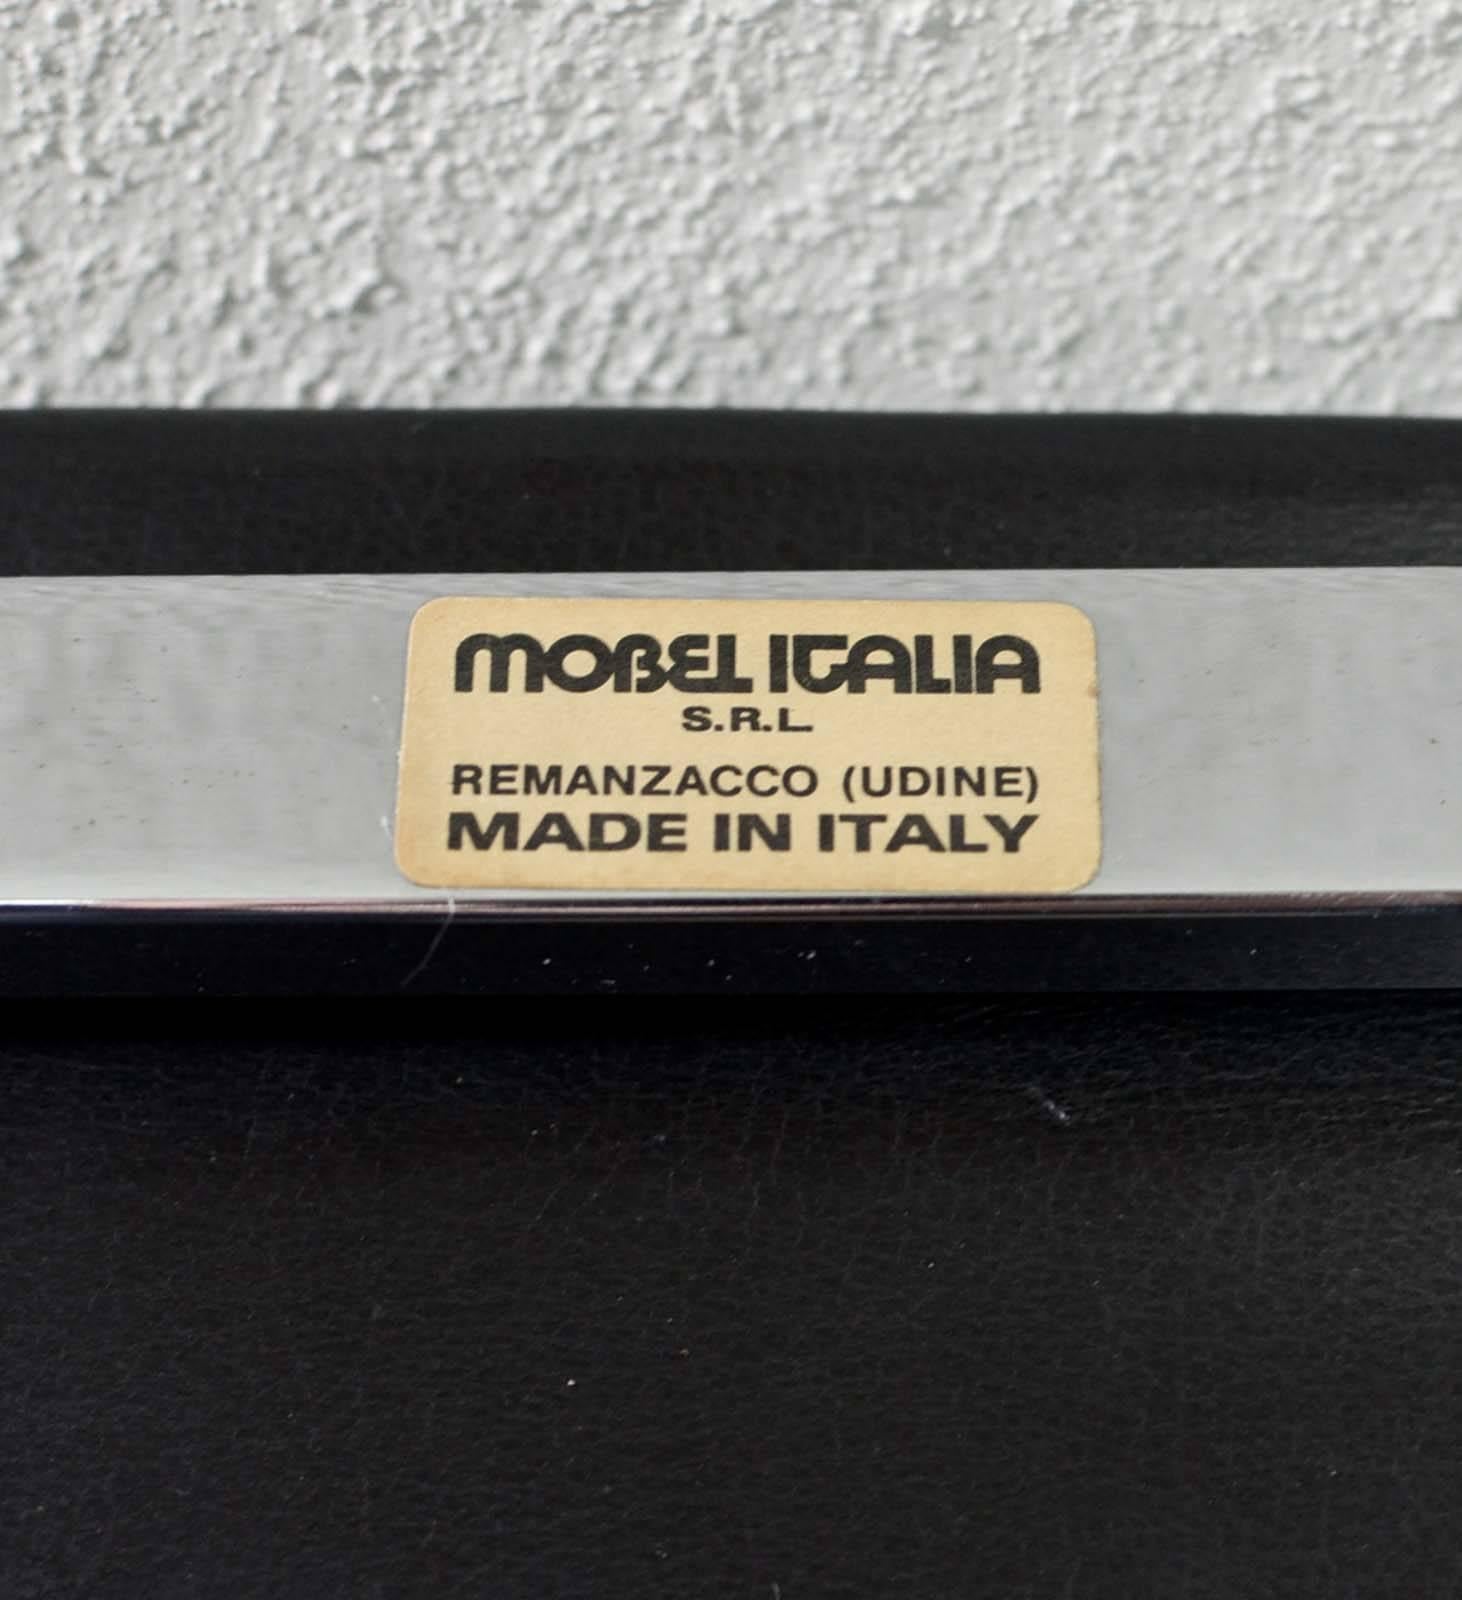 MOBEL ITALIA
S.R.L.
REMANZACCO (UDINE)
MADE IN ITALY